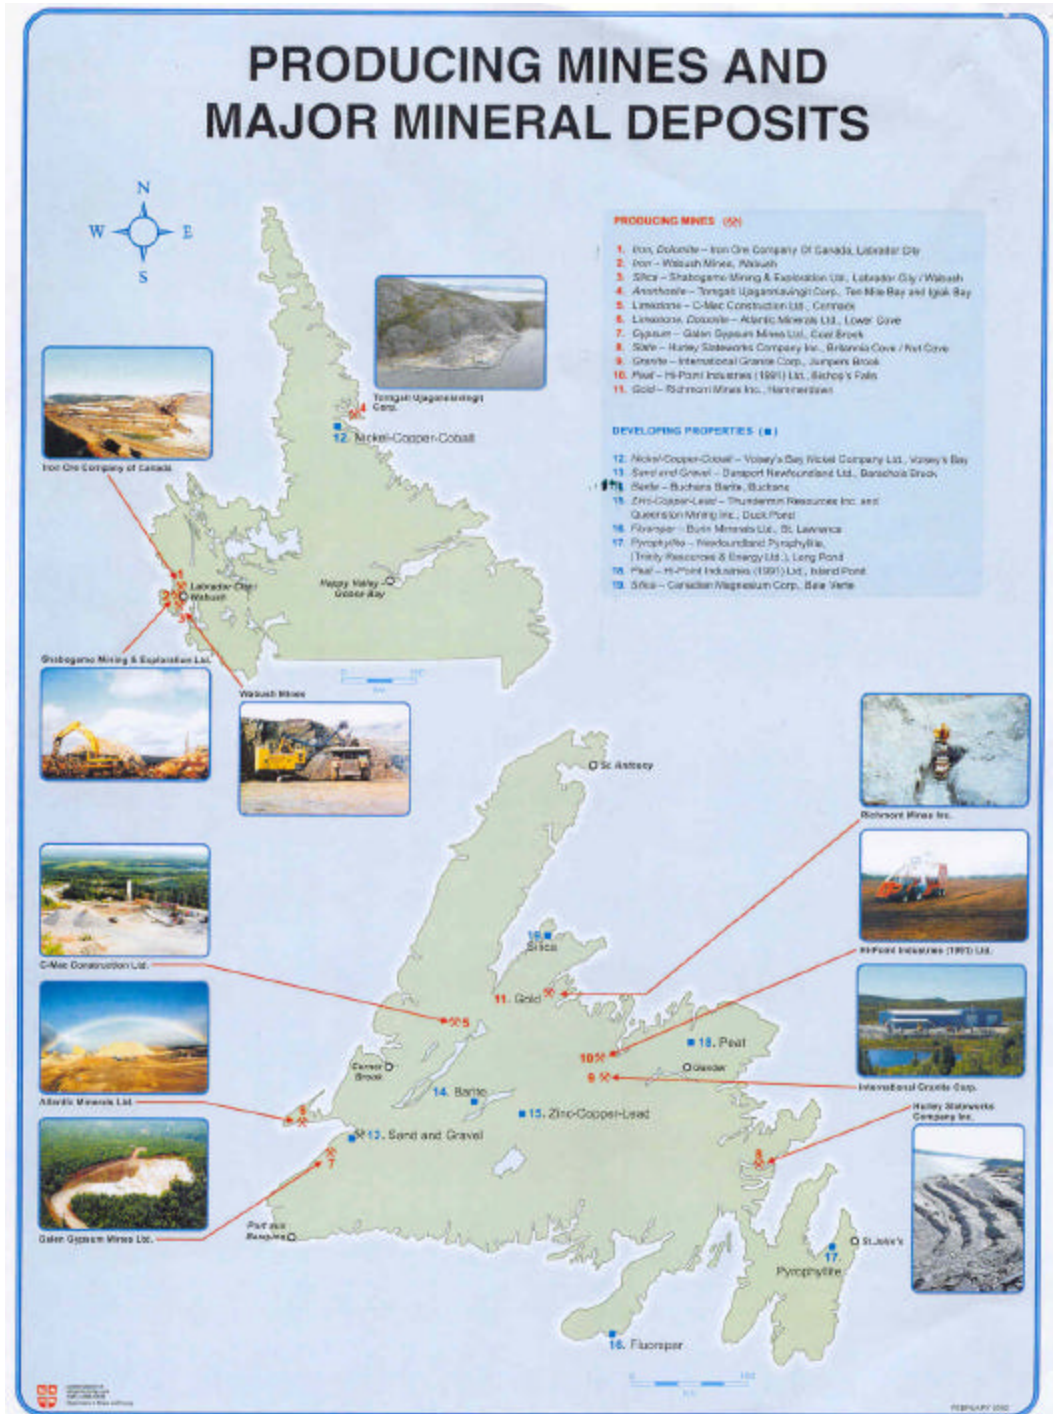 PRODUCING MINES AND
MAJOR MINERAL DEPOSITS
N
W E
S
PRODUCING MINES
1. Iron, Dolomite – Iron Ore Company Of Canada, Labrador City
2. Iron – Wabush Mines, Wabush
3. Silica – Shabogamo Mining & Exploration Ltd., Labrador City / Wabush
4. Anorthosite – Torngait Ujaganniavingit Corp., Ten Mile Bay and Igiak Bay
5. Limestone – C-Mac Construction Ltd., Cormack
6. Limestone, Dolomite – Atlantic Minerals Ltd., Lower Cove
7. Gypsum – Galen Gypsum Mines Ltd., Coal Brook
8. Slate – Hurley Slateworks Company Inc., Britannia Cove / Nut Cove
9. Granite – International Granite Corp., Jumpers Brook
10. Peat – Hi-Point Industries (1991) Ltd., Bishop's Falls
11. Gold – Richmont Mines Inc., Hammerdown
DEVELOPING PROPERTIES (■)
12. Nickel-Copper-Cobalt – Voisey's Bay Nickel Company Ltd., Voisey's Bay
13. Sand and Gravel – Dansport Newfoundland Ltd., Barachois Brook
Barite – Buchans Barite, Buchans
15. Zinc-Copper-Lead – Thundermin Resources Inc. and
Queenston Mining Inc., Duck Pond
16. Fluorspar – Burin Minerals Ltd., St. Lawrence
17. Pyrophyllite – Newfoundland Pyrophyllite,
(Trinity Resources & Energy Ltd.), Long Pond
18. Peat – Hi-Point Industries (1991) Ltd., Island Pond
19. Silica – Canadian Magnesium Corp., Baie Verte
Torngait Ujaganniavingit
Corp.
4
12. Nickel-Copper-Cobalt
Iron Ore Company of Canada
1
2
3
Labrador City/
Wabush
Happy Valley –
Goose Bay
Shabogamo Mining & Exploration Ltd.
Wabush Mines
St. Anthony
Richmont Mines Inc.
19.
Silica
Hi-Point Industries (1991) Ltd.
C-Mac Construction Ltd.
11. Gold
5
18. Peat
10
Corner
Brook
Gander
9
International Granite Corp.
14. Barite
Atlantic Minerals Ltd.
6
15. Zinc-Copper-Lead
Hurley Slateworks
Company Inc.
13. Sand and Gravel
7
8
Port aux
Basques
Galen Gypsum Mines Ltd.
St. John's
17.
Pyrophyllite
16. Fluorspar
FEBRUARY 2002